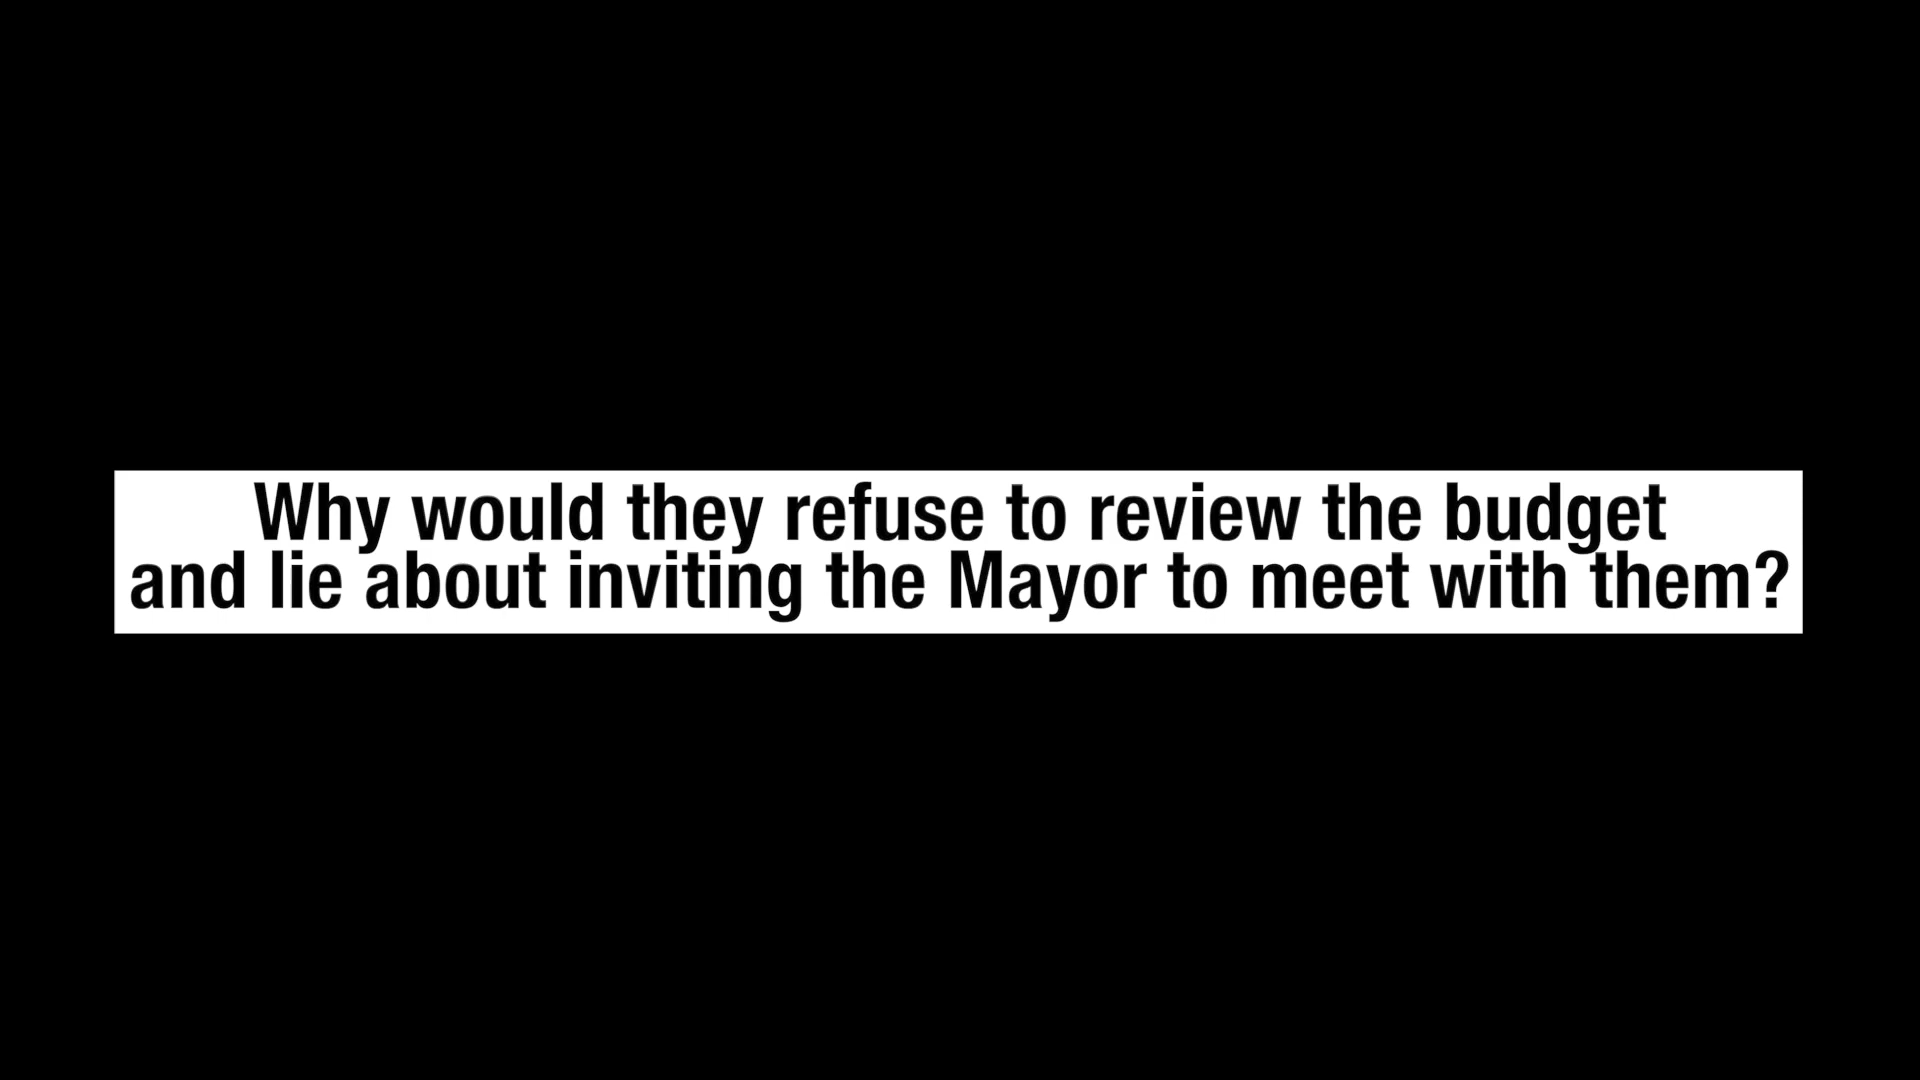 Why would they refuse to review the budget
and lie about inviting the Mayor to meet with them?